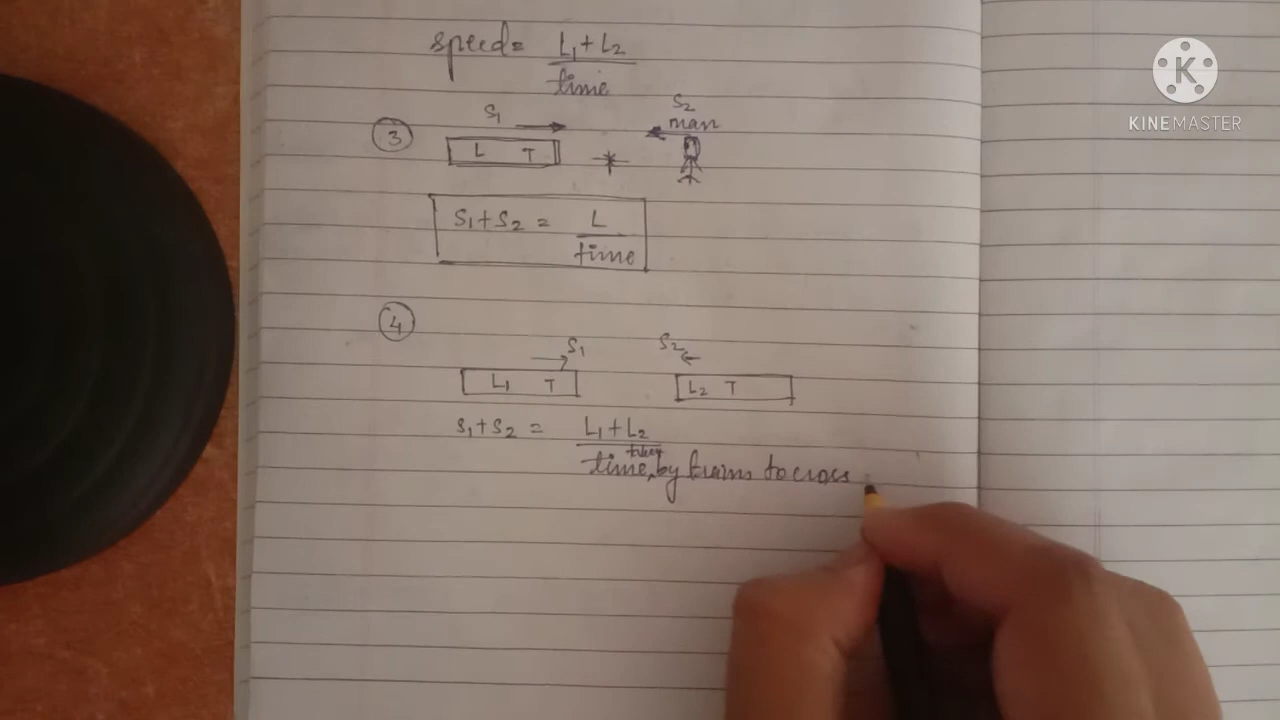 speed = L₁ + L₂
time
K
KINEMASTER
S₁
S₂
man
3
L T
S₁ + S₂ = L
time
4
S₁
S₂
L₁ T
L₂ T
S₁ + S₂ = L₁ + L₂
taken
time by trains to cross